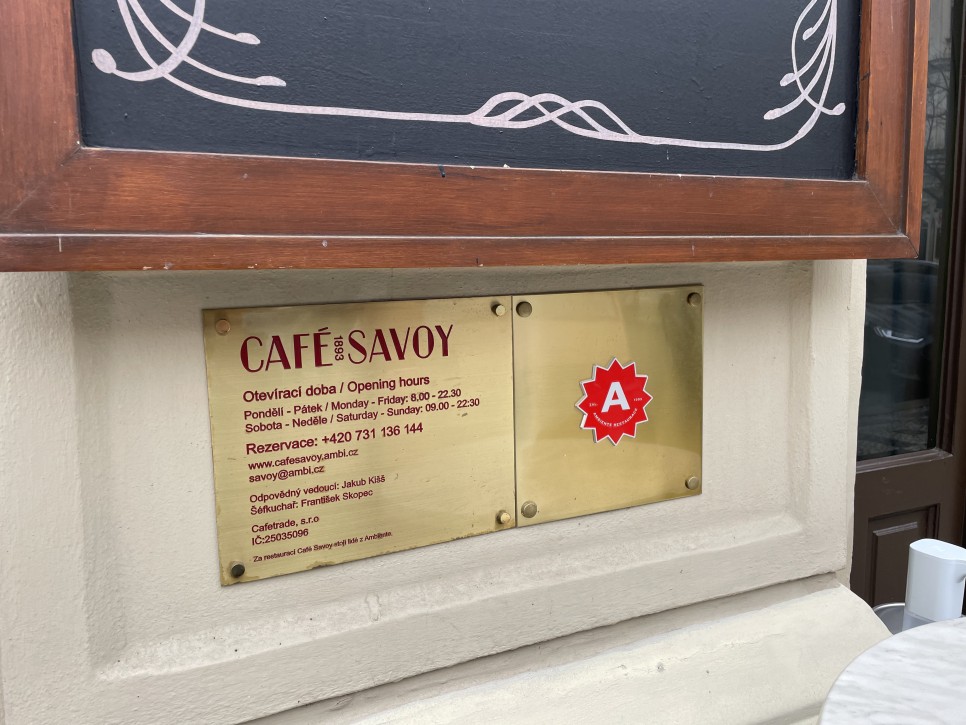 CAFÉ 1893 SAVOY
Otevírací doba / Opening hours
Pondělí - Pátek / Monday - Friday: 8.00 - 22.30
Sobota - Neděle / Saturday - Sunday: 09.00 - 22:30
Rezervace: +420 731 136 144
www.cafesavoy.ambi.cz
savoy@ambi.cz
Odpovědný vedoucí: Jakub Kišš
Šéfkuchař: František Skopec
Cafetrade, s.r.o
IČ:25035096
Za restaurací Café Savoy stojí lidé z Ambiente.
A
AMBIENTE RESTAURACE